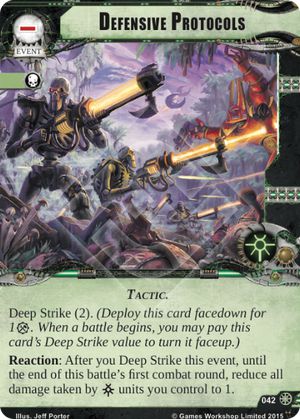 –
DEFENSIVE PROTOCOLS
EVENT
TACTIC.
Deep Strike (2). (Deploy this card facedown for
1. When a battle begins, you may pay this
card's Deep Strike value to turn it faceup.)
Reaction: After you Deep Strike this event, until
the end of this battle's first combat round, reduce all
damage taken by units you control to 1.
042
Illus. Jeff Porter
© Games Workshop Limited 2015